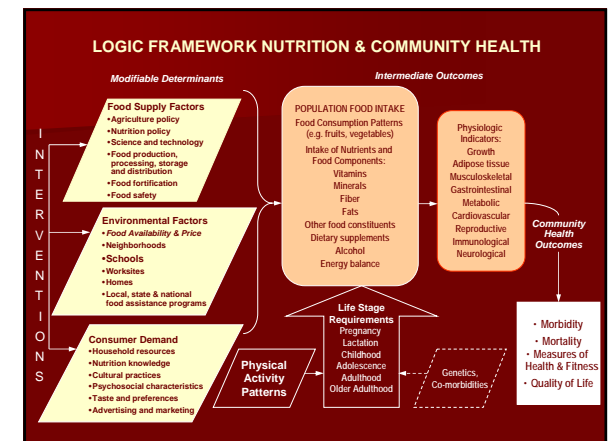 LOGIC FRAMEWORK NUTRITION & COMMUNITY HEALTH
Modifiable Determinants
Intermediate Outcomes
INTERVENTIONS
Food Supply Factors
•Agriculture policy
•Nutrition policy
•Science and technology
•Food production,
processing, storage
and distribution
•Food fortification
•Food safety
Environmental Factors
•Food Availability & Price
•Neighborhoods
•Schools
•Worksites
•Homes
•Local, state & national
food assistance programs
Consumer Demand
•Household resources
•Nutrition knowledge
•Cultural practices
•Psychosocial characteristics
•Taste and preferences
•Advertising and marketing
POPULATION FOOD INTAKE
Food Consumption Patterns
(e.g. fruits, vegetables)
Intake of Nutrients and
Food Components:
Vitamins
Minerals
Fiber
Fats
Other food constituents
Dietary supplements
Alcohol
Energy balance
Physiologic
Indicators:
Growth
Adipose tissue
Musculoskeletal
Gastrointestinal
Metabolic
Cardiovascular
Reproductive
Immunological
Neurological
Community
Health
Outcomes
• Morbidity
• Mortality
• Measures of
Health & Fitness
• Quality of Life
Life Stage
Requirements
Pregnancy
Lactation
Childhood
Adolescence
Adulthood
Older Adulthood
Physical
Activity
Patterns
Genetics,
Co-morbidities